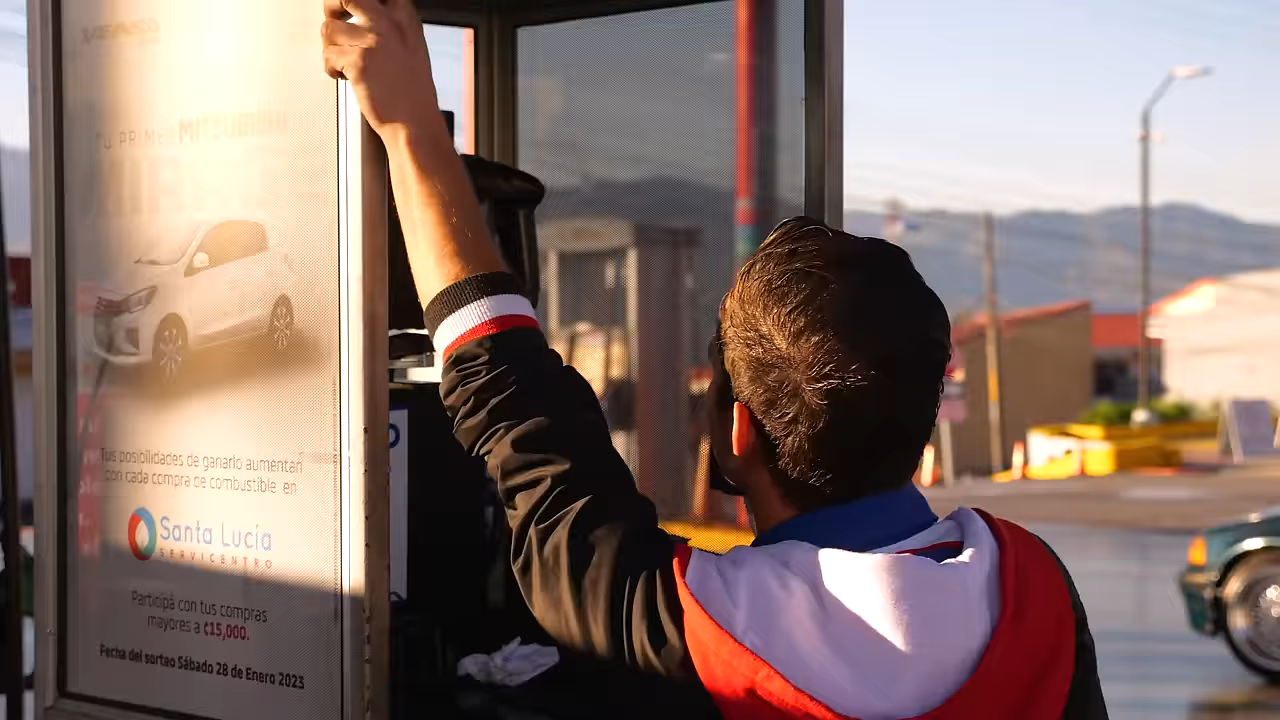 Tu PRIMER MITSUBISHI
Tus posibilidades de ganarlo aumentan
con cada compra de combustible en
Santa Lucía
SERVICENTRO
Participá con tus compras
mayores a ₡15,000.
Fecha del sorteo Sábado 28 de Enero 2023